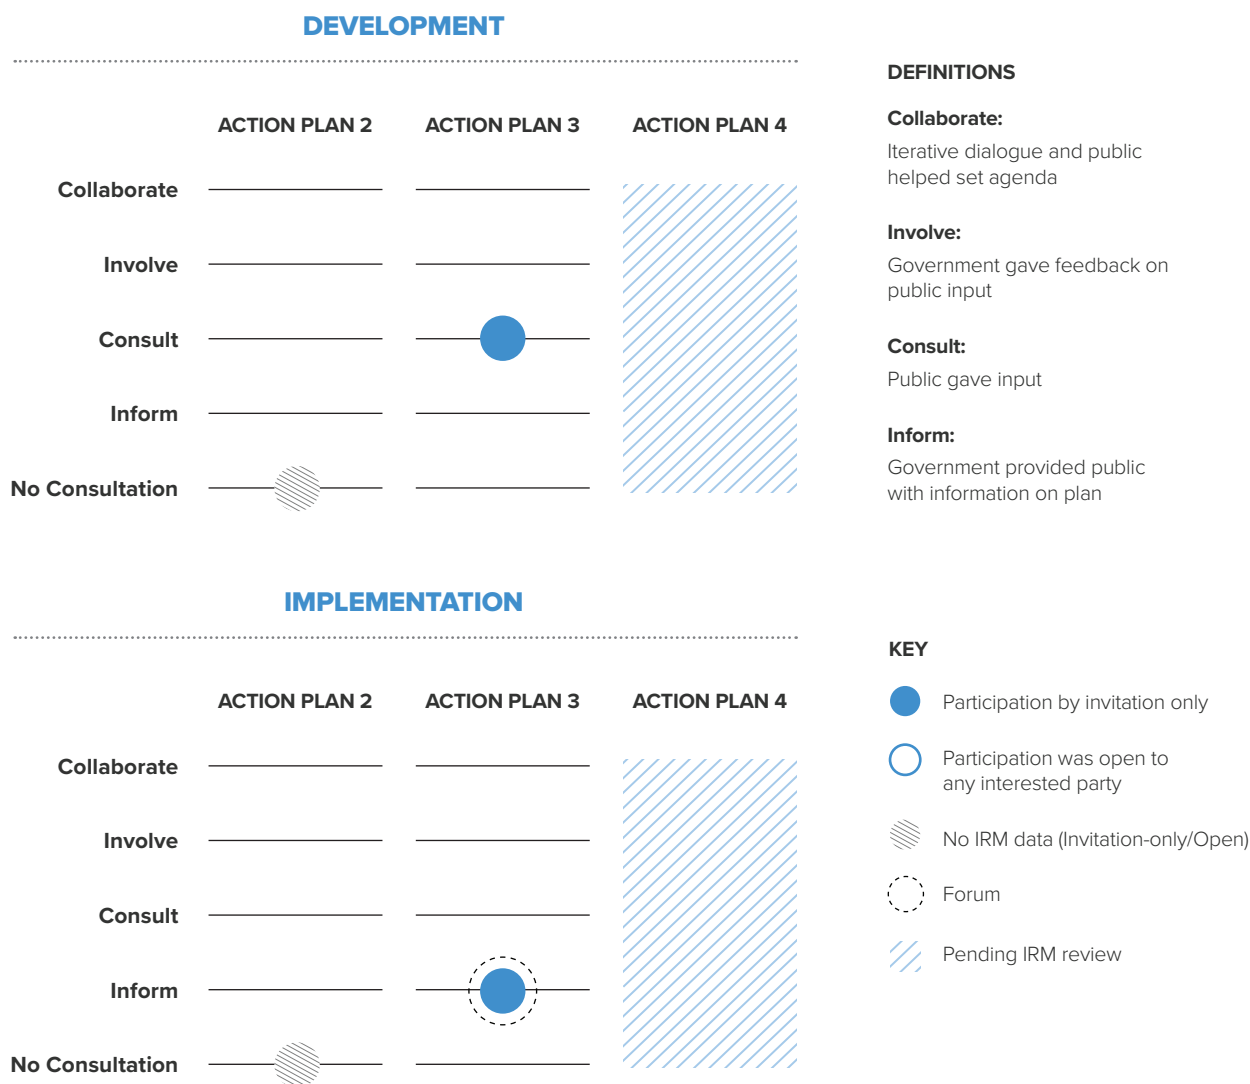 DEVELOPMENT
ACTION PLAN 2 ACTION PLAN 3 ACTION PLAN 4
Collaborate
Involve
Consult
Inform
No Consultation
DEFINITIONS
Collaborate:
Iterative dialogue and public
helped set agenda
Involve:
Government gave feedback on
public input
Consult:
Public gave input
Inform:
Government provided public
with information on plan
IMPLEMENTATION
ACTION PLAN 2 ACTION PLAN 3 ACTION PLAN 4
Collaborate
Involve
Consult
Inform
No Consultation
KEY
Participation by invitation only
Participation was open to
any interested party
No IRM data (Invitation-only/Open)
Forum
Pending IRM review